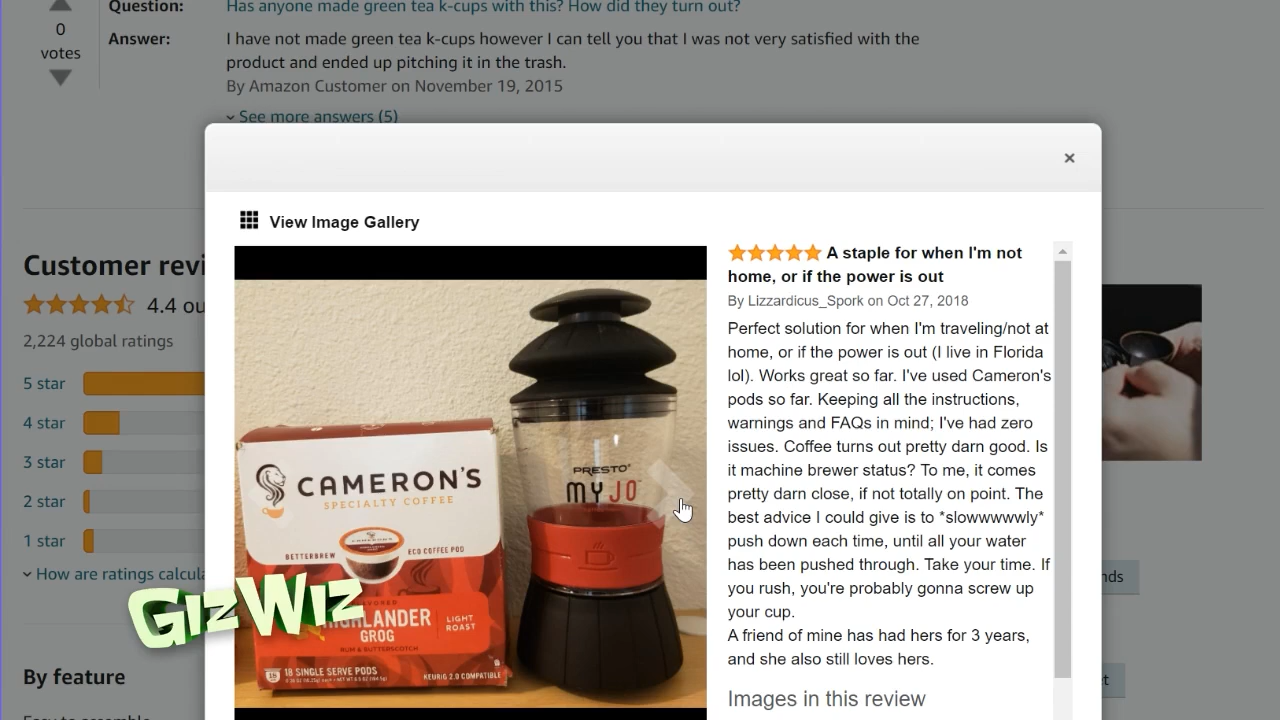 Question: Has anyone made green tea k-cups with this? How did they turn out?
0
votes
Answer: I have not made green tea k-cups however I can tell you that I was not very satisfied with the
product and ended up pitching it in the trash.
By Amazon Customer on November 19, 2015
See more answers (5)
View Image Gallery
Customer revi
4.4 ou
2,224 global ratings
5 star
4 star
3 star
2 star
1 star
How are ratings calcula
By feature
CAMERON'S
SPECIALTY COFFEE
BETTERBREW
ECO COFFEE POD
HIGHLANDER
GROG
LIGHT
ROAST
RUM & BUTTERSCOTCH
18 SINGLE SERVE PODS
KEURIG 2.0 COMPATIBLE
PRESTO
MYJO
GizWiz
A staple for when I'm not
home, or if the power is out
By Lizzardicus_Spork on Oct 27, 2018
Perfect solution for when I'm traveling/not at
home, or if the power is out (I live in Florida
lol). Works great so far. I've used Cameron's
pods so far. Keeping all the instructions,
warnings and FAQs in mind; I've had zero
issues. Coffee turns out pretty darn good. Is
it machine brewer status? To me, it comes
pretty darn close, if not totally on point. The
best advice I could give is to *slowwwwwly*
push down each time, until all your water
has been pushed through. Take your time. If
you rush, you're probably gonna screw up
your cup.
A friend of mine has had hers for 3 years,
and she also still loves hers.
Images in this review
nds